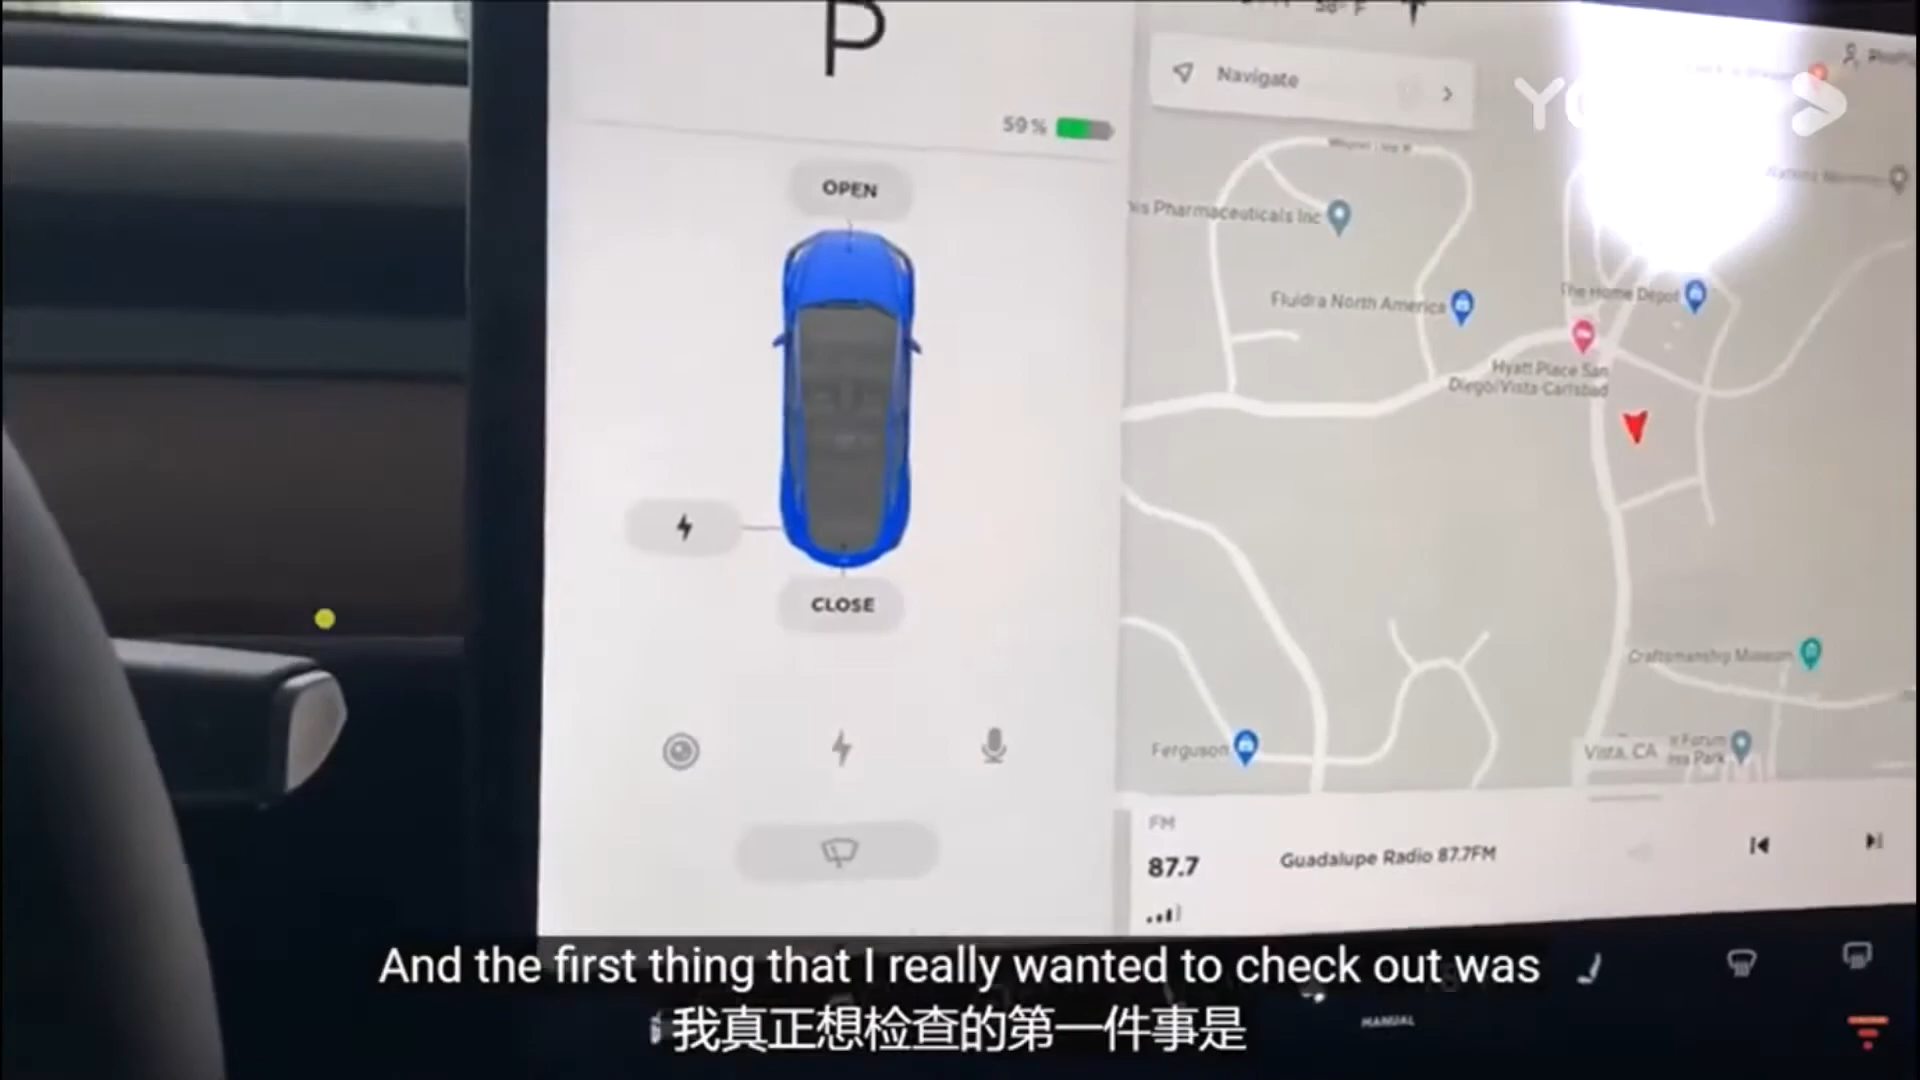 P
58° F
Navigate
59%
OPEN
is Pharmaceuticals Inc
Fluidra North America
The Home Depot
Hyatt Place San
Diego/Vista-Carlsbad
CLOSE
Craftsmanship Museum
Ferguson
Vista, CA
FM
87.7
Guadalupe Radio 87.7FM
And the first thing that I really wanted to check out was
MANUAL
我真正想检查的第一件事是